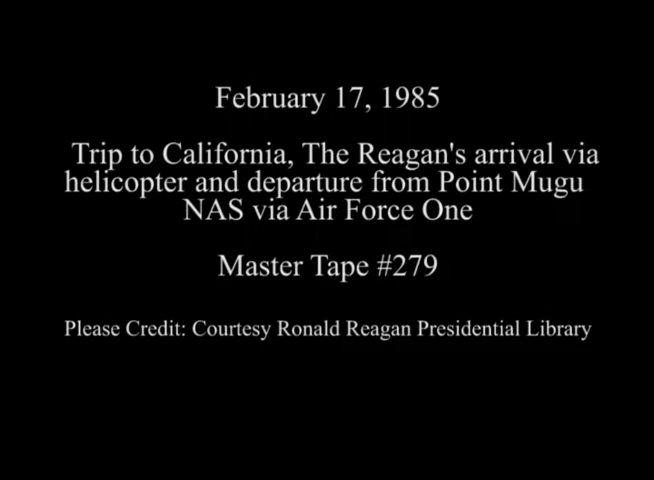 February 17, 1985
Trip to California, The Reagan's arrival via
helicopter and departure from Point Mugu
NAS via Air Force One
Master Tape #279
Please Credit: Courtesy Ronald Reagan Presidential Library